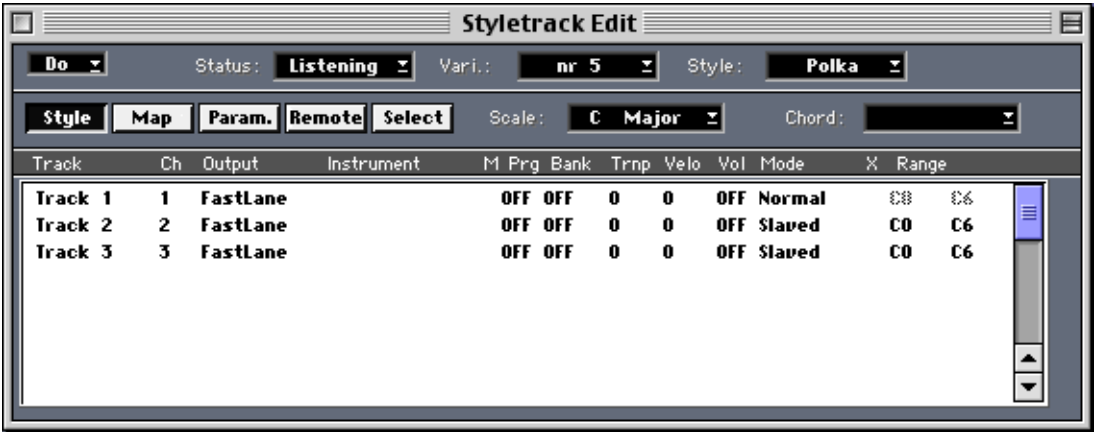 Styletrack Edit
Do Status: Listening Vari.: nr 5 Style: Polka
Style Map Param. Remote Select Scale: C Major Chord:
Track Ch Output Instrument M Prg Bank Trnp Velo Vol Mode X Range
Track 1 1 FastLane OFF OFF 0 0 OFF Normal C0 C6
Track 2 2 FastLane OFF OFF 0 0 OFF Slaved C0 C6
Track 3 3 FastLane OFF OFF 0 0 OFF Slaved C0 C6